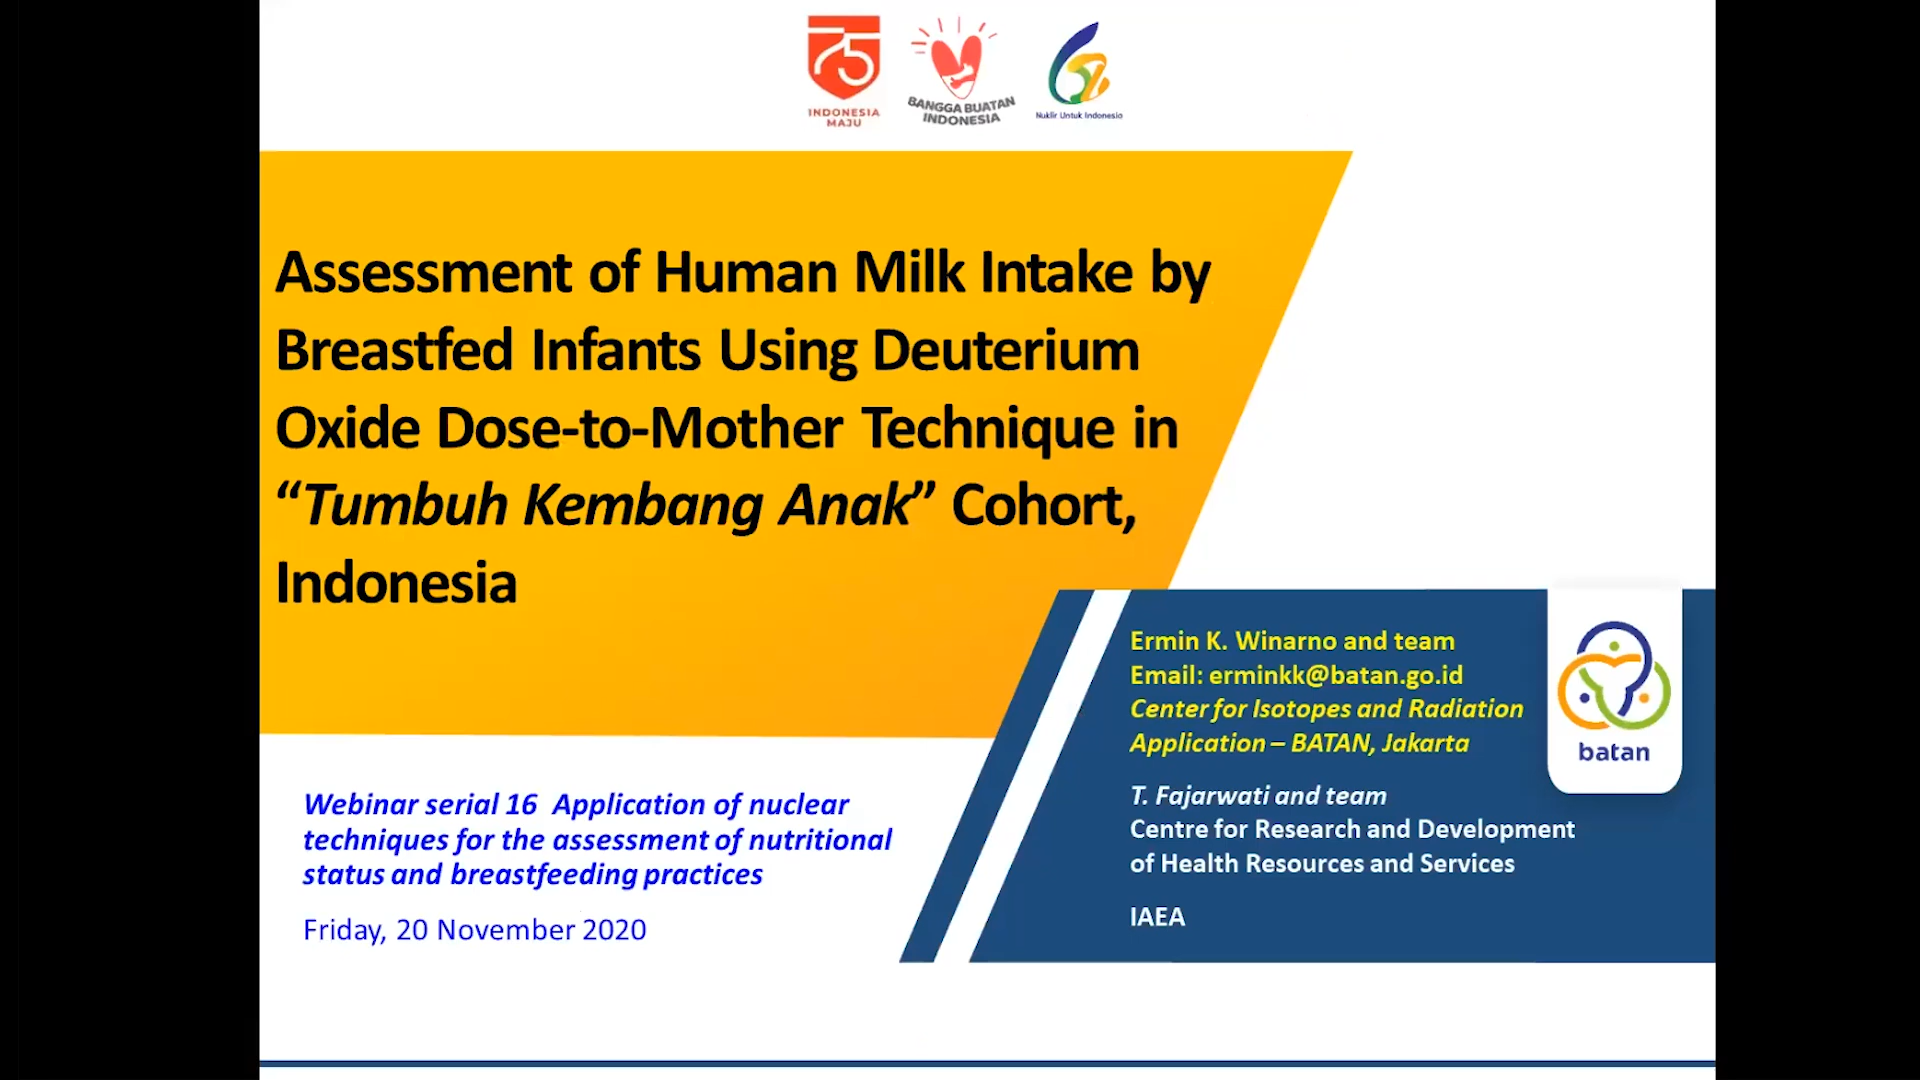 75
INDONESIA
MAJU
BANGGA BUATAN
INDONESIA
Nuklir Untuk Indonesia
Assessment of Human Milk Intake by
Breastfed Infants Using Deuterium
Oxide Dose-to-Mother Technique in
“Tumbuh Kembang Anak” Cohort,
Indonesia
Ermin K. Winarno and team
Email: erminkk@batan.go.id
Center for Isotopes and Radiation
Application – BATAN, Jakarta
batan
T. Fajarwati and team
Centre for Research and Development
of Health Resources and Services
IAEA
Webinar serial 16  Application of nuclear
techniques for the assessment of nutritional
status and breastfeeding practices
Friday, 20 November 2020